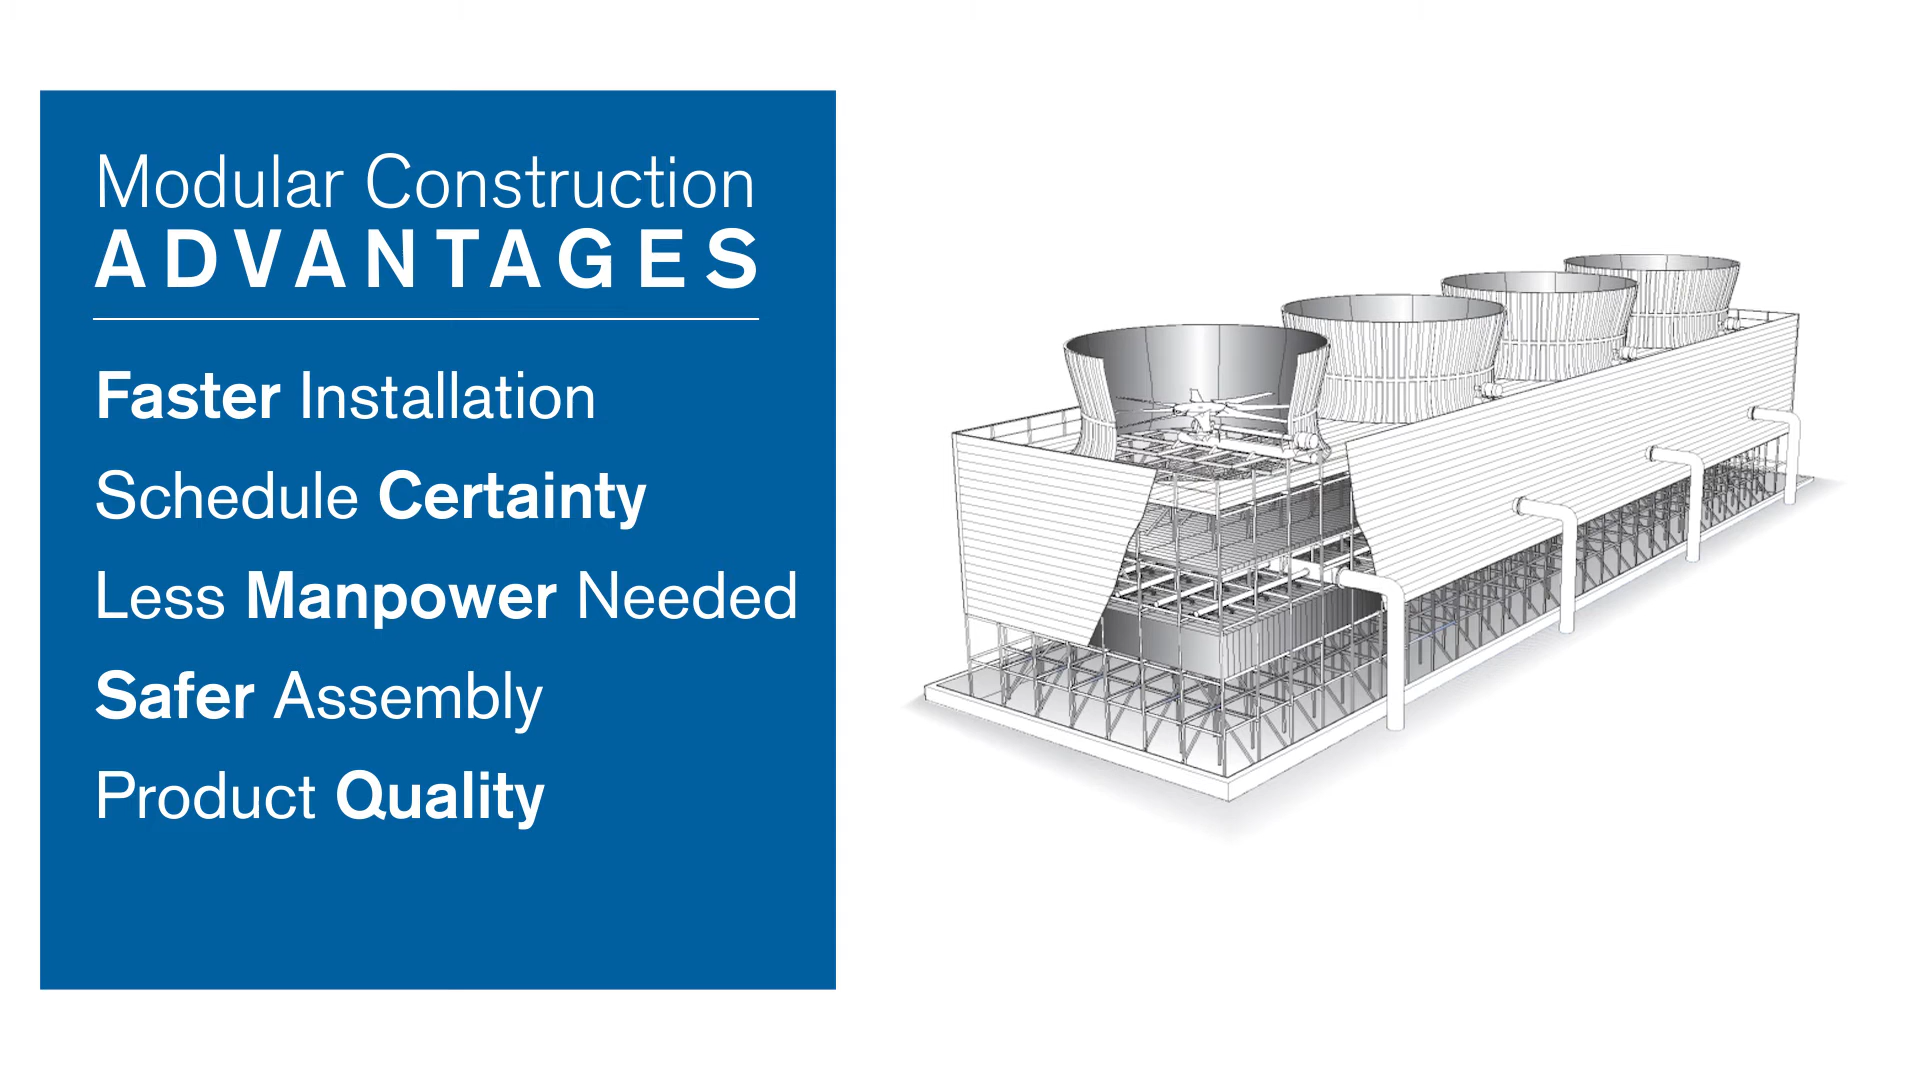 Modular Construction
ADVANTAGES
Faster Installation
Schedule Certainty
Less Manpower Needed
Safer Assembly
Product Quality